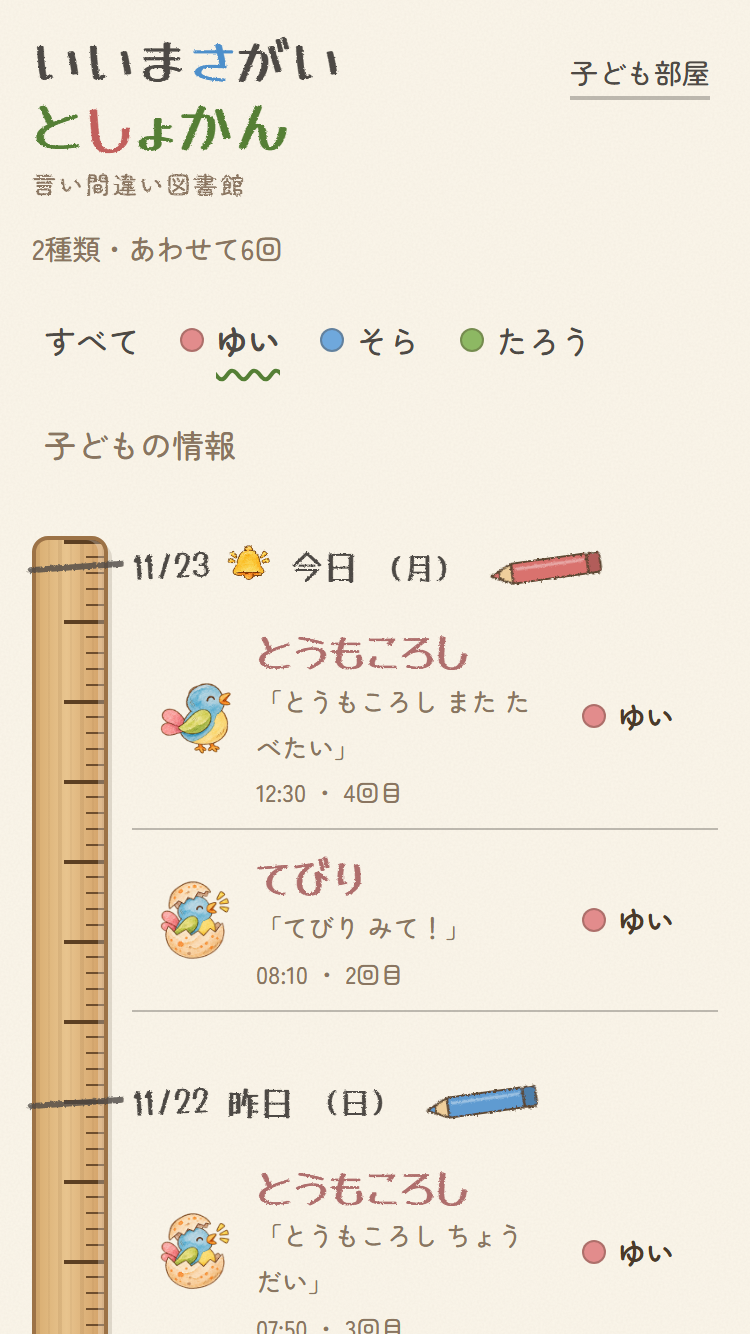 いいまさがい
としょかん
言い間違い図書館
子ども部屋
2種類・あわせて6回
すべて ゆい そら たろう
子どもの情報
11/23 今日 （月）
とうもころし
「とうもころし また た
べたい」
12:30 ・ 4回目
ゆい
てびり
「てびり みて！」
08:10 ・ 2回目
ゆい
11/22 昨日 （日）
とうもころし
「とうもころし ちょう
だい」
07:50 ・ 3回目
ゆい